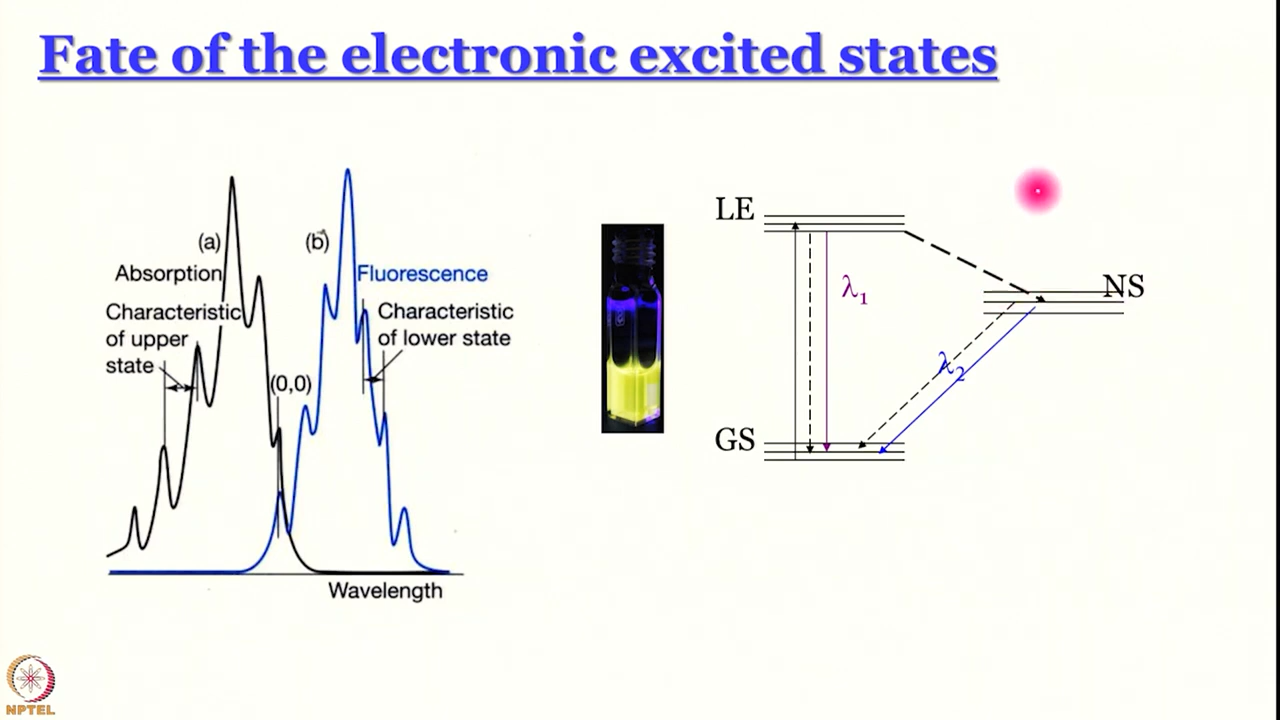 Fate of the electronic excited states
(a)
(b)
Absorption
Fluorescence
Characteristic
of upper
state
Characteristic
of lower state
(0,0)
Wavelength
LE
NS
λ1
λ2
GS
NPTEL